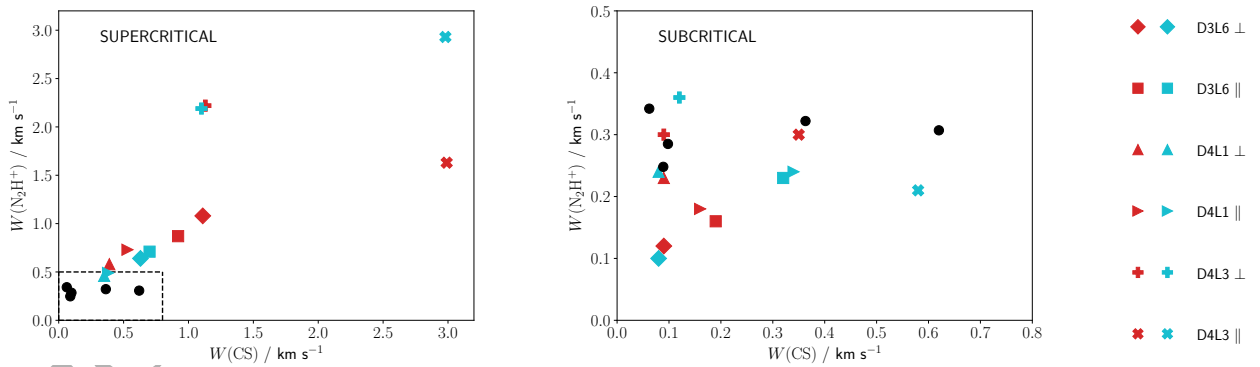 SUPERCRITICAL
W(N₂H⁺) / km s⁻¹
3.0
2.5
2.0
1.5
1.0
0.5
0.0
0.0 0.5 1.0 1.5 2.0 2.5 3.0
W(CS) / km s⁻¹
SUBCRITICAL
W(N₂H⁺) / km s⁻¹
0.5
0.4
0.3
0.2
0.1
0.0
0.0 0.1 0.2 0.3 0.4 0.5 0.6 0.7 0.8
W(CS) / km s⁻¹
D3L6 ⊥
D3L6 ∥
D4L1 ⊥
D4L1 ∥
D4L3 ⊥
D4L3 ∥